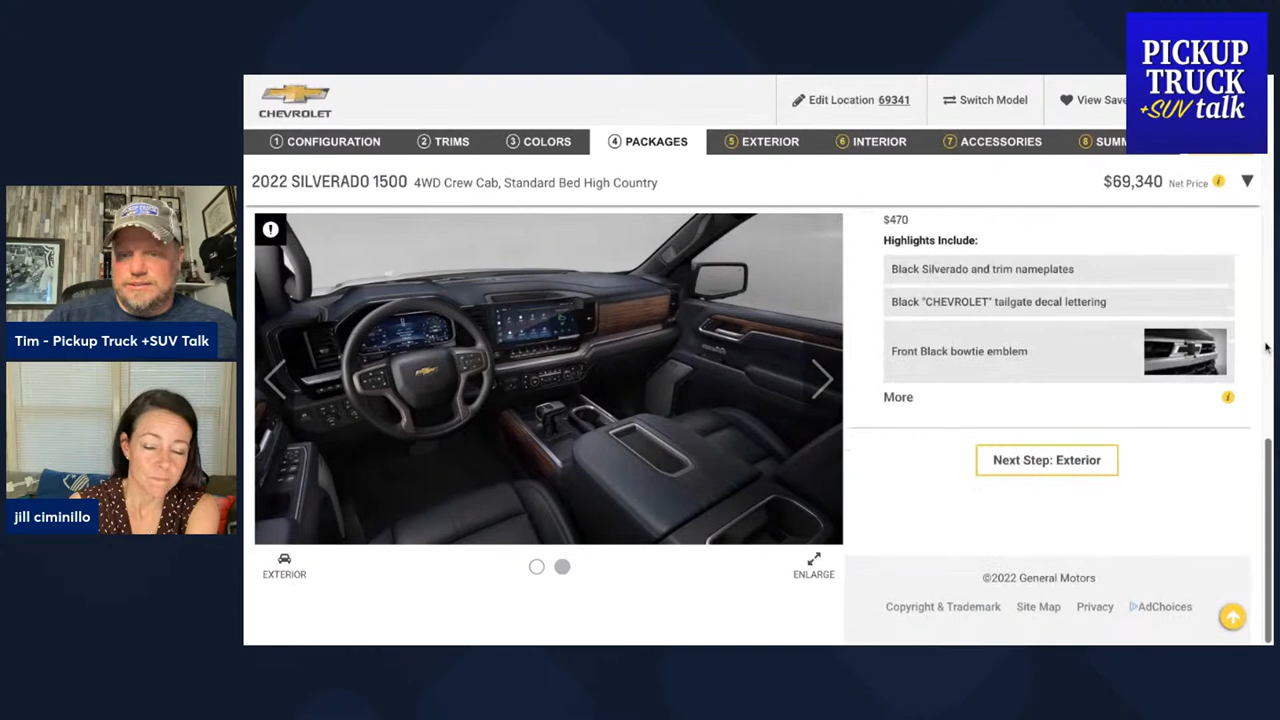 PICKUP
TRUCK
+SUV talk
CHEVROLET
Edit Location 69341
Switch Model
View Save
1 CONFIGURATION
2 TRIMS
3 COLORS
4 PACKAGES
5 EXTERIOR
6 INTERIOR
7 ACCESSORIES
8 SUMM
2022 SILVERADO 1500 4WD Crew Cab, Standard Bed High Country
$69,340 Net Price i
$470
Highlights Include:
Black Silverado and trim nameplates
Black "CHEVROLET" tailgate decal lettering
Front Black bowtie emblem
More i
Next Step: Exterior
EXTERIOR
ENLARGE
©2022 General Motors
Copyright & Trademark Site Map Privacy AdChoices
Tim - Pickup Truck +SUV Talk
jill ciminillo